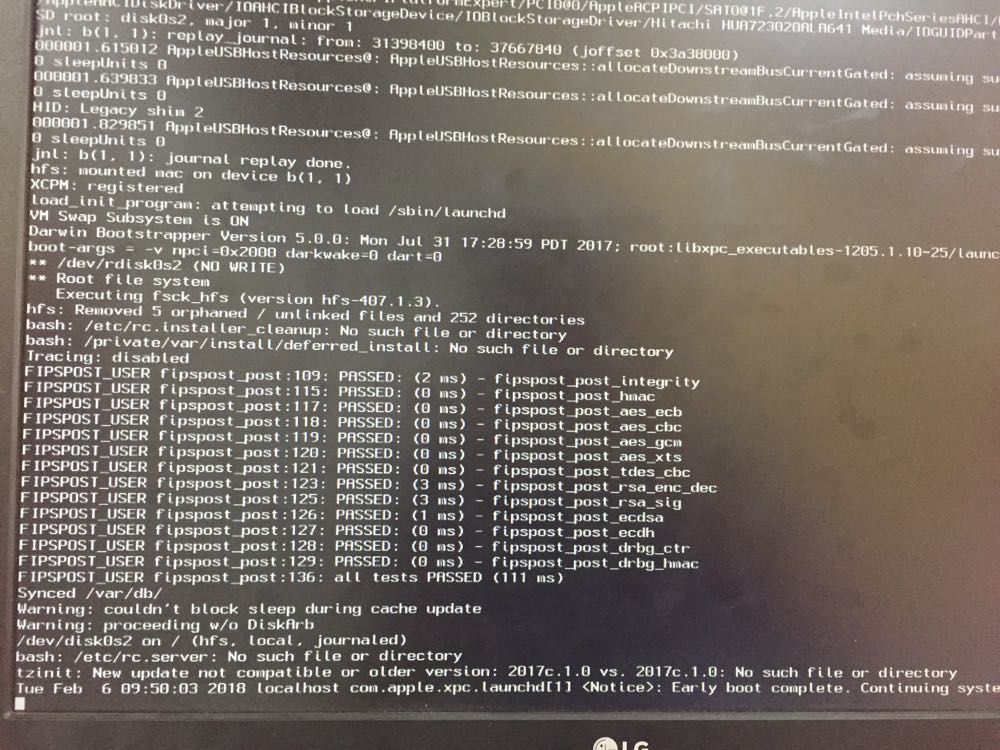 AppleAHCIDiskDriver/IOAHCIBlockStorageDevice/IOBlockStorageDriver/Hitachi HUA723020ALA641 Media/IOGUIDPart
SD root: disk0s2, major 1, minor 1
jnl: b(1, 1): replay_journal: from: 31398400 to: 37667840 (joffset 0x3a38000)
000001.615012 AppleUSBHostResources@: AppleUSBHostResources::allocateDownstreamBusCurrentGated: assuming su
0 sleepUnits 0
000001.639833 AppleUSBHostResources@: AppleUSBHostResources::allocateDownstreamBusCurrentGated: assuming su
0 sleepUnits 0
HID: Legacy shim 2
000001.829851 AppleUSBHostResources@: AppleUSBHostResources::allocateDownstreamBusCurrentGated: assuming su
0 sleepUnits 0
jnl: b(1, 1): journal replay done.
hfs: mounted mac on device b(1, 1)
XCPM: registered
load_init_program: attempting to load /sbin/launchd
VM Swap Subsystem is ON
Darwin Bootstrapper Version 5.0.0: Mon Jul 31 17:28:59 PDT 2017; root:libxpc_executables-1205.1.10~25/launc
boot-args = -v npci=0x2000 darkwake=0 dart=0
** /dev/rdisk0s2 (NO WRITE)
** Root file system
Executing fsck_hfs (version hfs-407.1.3).
hfs: Removed 5 orphaned / unlinked files and 252 directories
bash: /etc/rc.installer_cleanup: No such file or directory
bash: /private/var/install/deferred_install: No such file or directory
Tracing: disabled
FIPSPOST_USER fipspost_post:109: PASSED: (2 ms) - fipspost_post_integrity
FIPSPOST_USER fipspost_post:115: PASSED: (0 ms) - fipspost_post_hmac
FIPSPOST_USER fipspost_post:117: PASSED: (0 ms) - fipspost_post_aes_ecb
FIPSPOST_USER fipspost_post:118: PASSED: (0 ms) - fipspost_post_aes_cbc
FIPSPOST_USER fipspost_post:119: PASSED: (0 ms) - fipspost_post_aes_gcm
FIPSPOST_USER fipspost_post:120: PASSED: (0 ms) - fipspost_post_aes_xts
FIPSPOST_USER fipspost_post:121: PASSED: (0 ms) - fipspost_post_tdes_cbc
FIPSPOST_USER fipspost_post:123: PASSED: (3 ms) - fipspost_post_rsa_enc_dec
FIPSPOST_USER fipspost_post:125: PASSED: (3 ms) - fipspost_post_rsa_sig
FIPSPOST_USER fipspost_post:126: PASSED: (1 ms) - fipspost_post_ecdsa
FIPSPOST_USER fipspost_post:127: PASSED: (0 ms) - fipspost_post_ecdh
FIPSPOST_USER fipspost_post:128: PASSED: (0 ms) - fipspost_post_drbg_ctr
FIPSPOST_USER fipspost_post:129: PASSED: (0 ms) - fipspost_post_drbg_hmac
FIPSPOST_USER fipspost_post:136: all tests PASSED (111 ms)
Synced /var/db/
Warning: couldn't block sleep during cache update
Warning: proceeding w/o DiskArb
/dev/disk0s2 on / (hfs, local, journaled)
bash: /etc/rc.server: No such file or directory
tzinit: New update not compatible or older version: 2017c.1.0 vs. 2017c.1.0: No such file or directory
Tue Feb 6 09:50:03 2018 localhost com.apple.xpc.launchd[1] <Notice>: Early boot complete. Continuing syste
LG